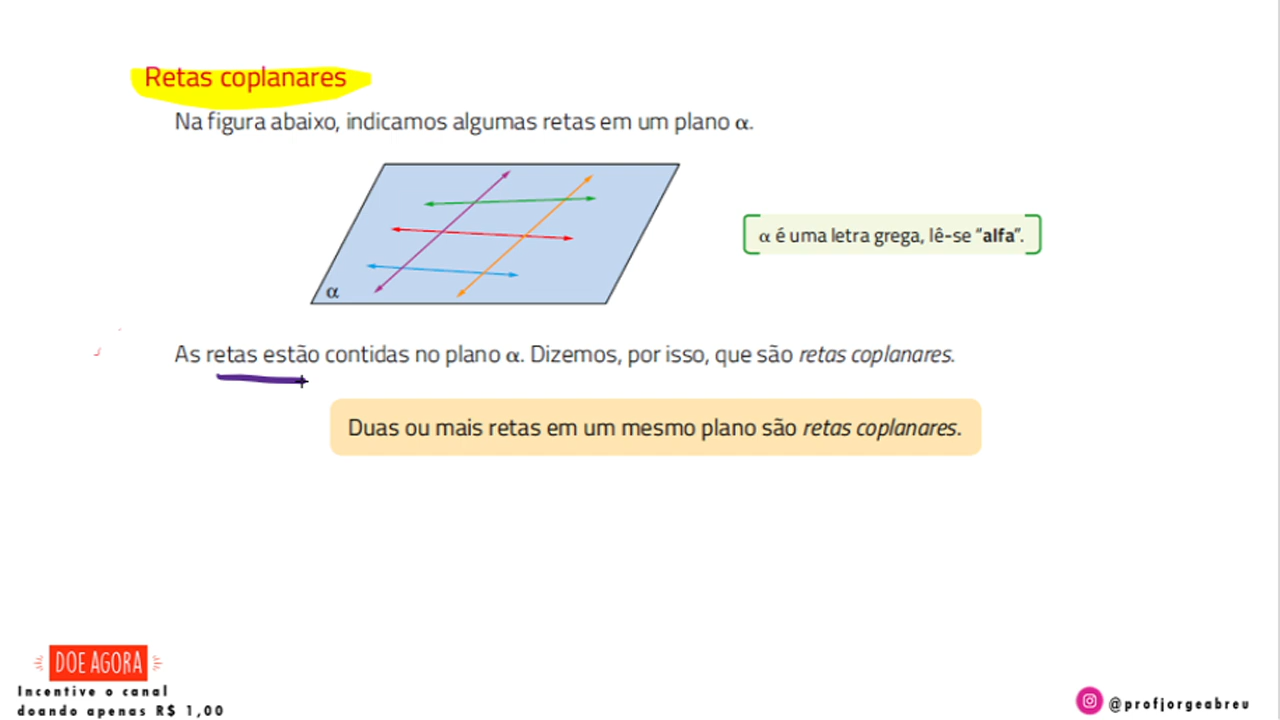 Retas coplanares
Na figura abaixo, indicamos algumas retas em um plano α.
α é uma letra grega, lê-se “alfa”.
α
As retas estão contidas no plano α. Dizemos, por isso, que são retas coplanares.
Duas ou mais retas em um mesmo plano são retas coplanares.
DOE AGORA
Incentive o canal
doando apenas R$ 1,00
@profjorgeabreu